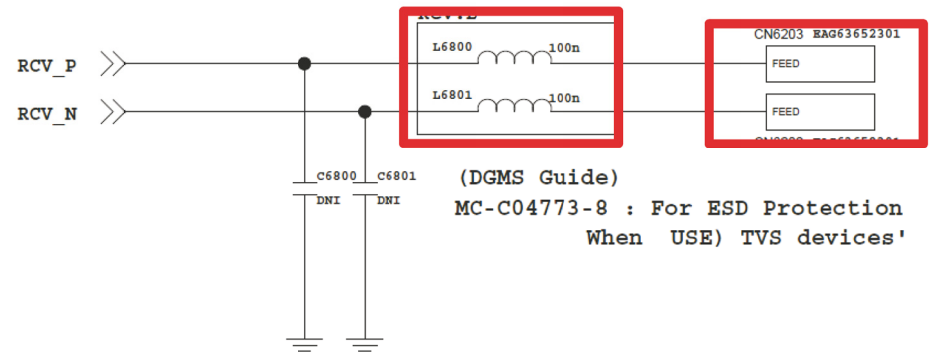 L6800 100n
CN6203 EAG63652301
RCV_P
FEED
L6801 100n
RCV_N
FEED
C6800 C6801
DNI DNI
(DGMS Guide)
MC-C04773-8 : For ESD Protection
When USE) TVS devices'